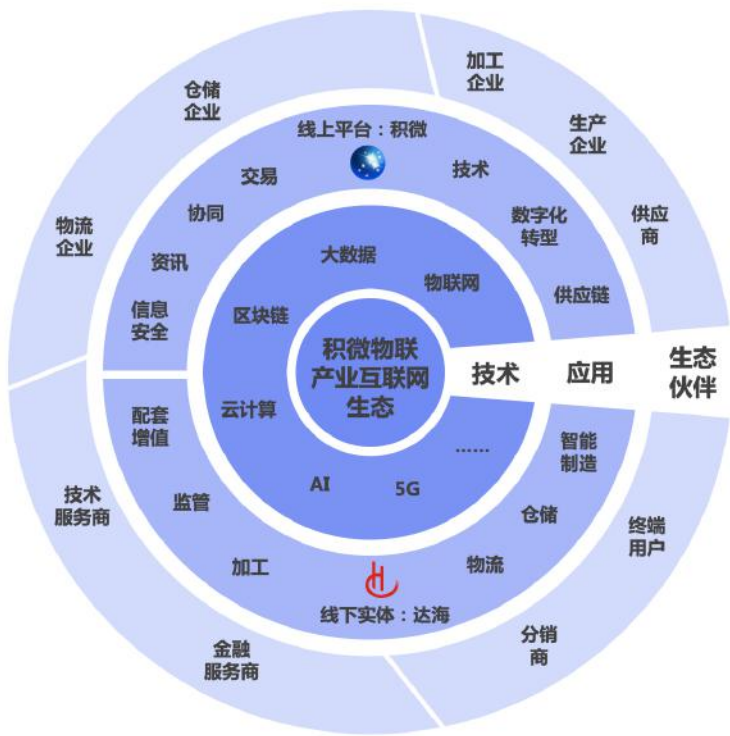 加工
企业
仓储
企业
生产
企业
线上平台：积微
交易
技术
协同
数字化
转型
供应
商
物流
企业
资讯
大数据
物联网
供应链
信息
安全
区块链
积微物联
产业互联网
生态
技术
应用
生态
伙伴
配套
增值
云计算
……
智能
制造
AI
5G
技术
服务商
监管
仓储
终端
用户
加工
物流
线下实体：达海
分销
商
金融
服务商